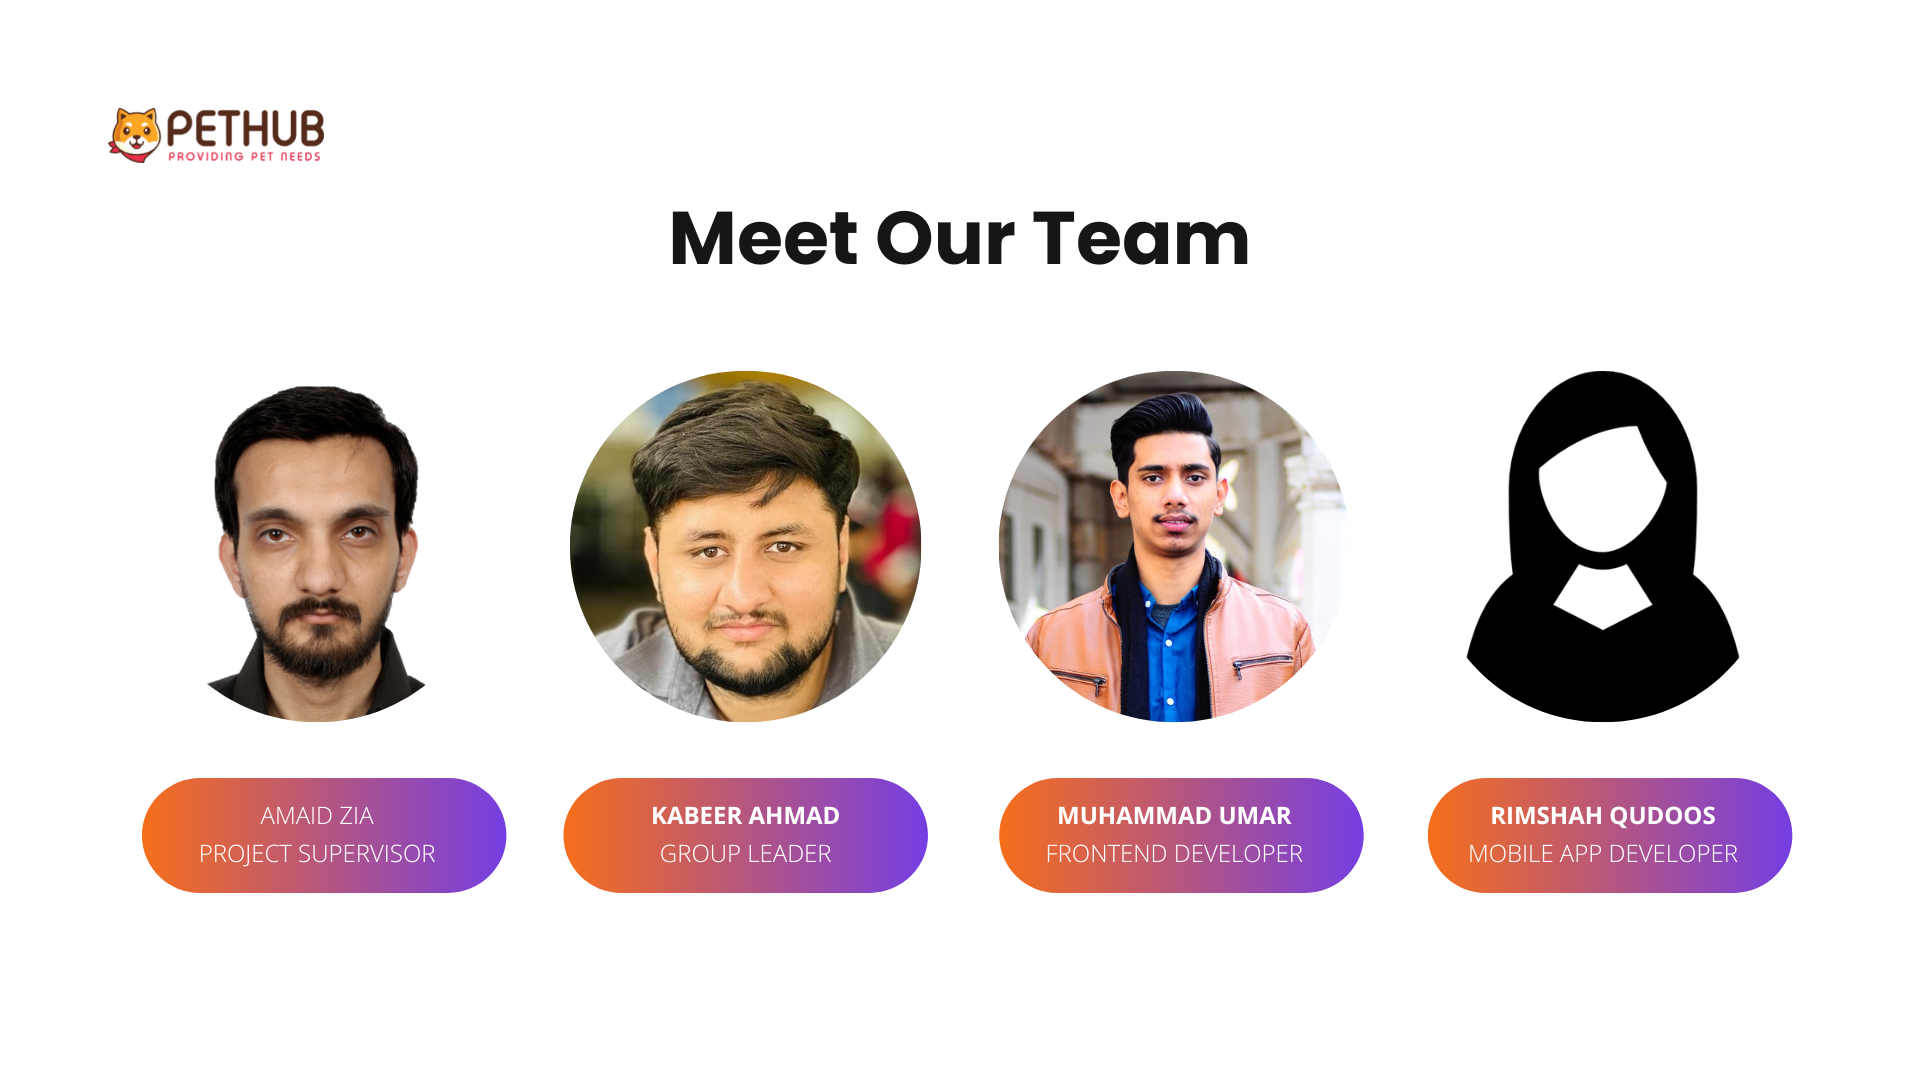 PETHUB
PROVIDING PET NEEDS
Meet Our Team
AMAID ZIA
PROJECT SUPERVISOR
KABEER AHMAD
GROUP LEADER
MUHAMMAD UMAR
FRONTEND DEVELOPER
RIMSHAH QUDOOS
MOBILE APP DEVELOPER